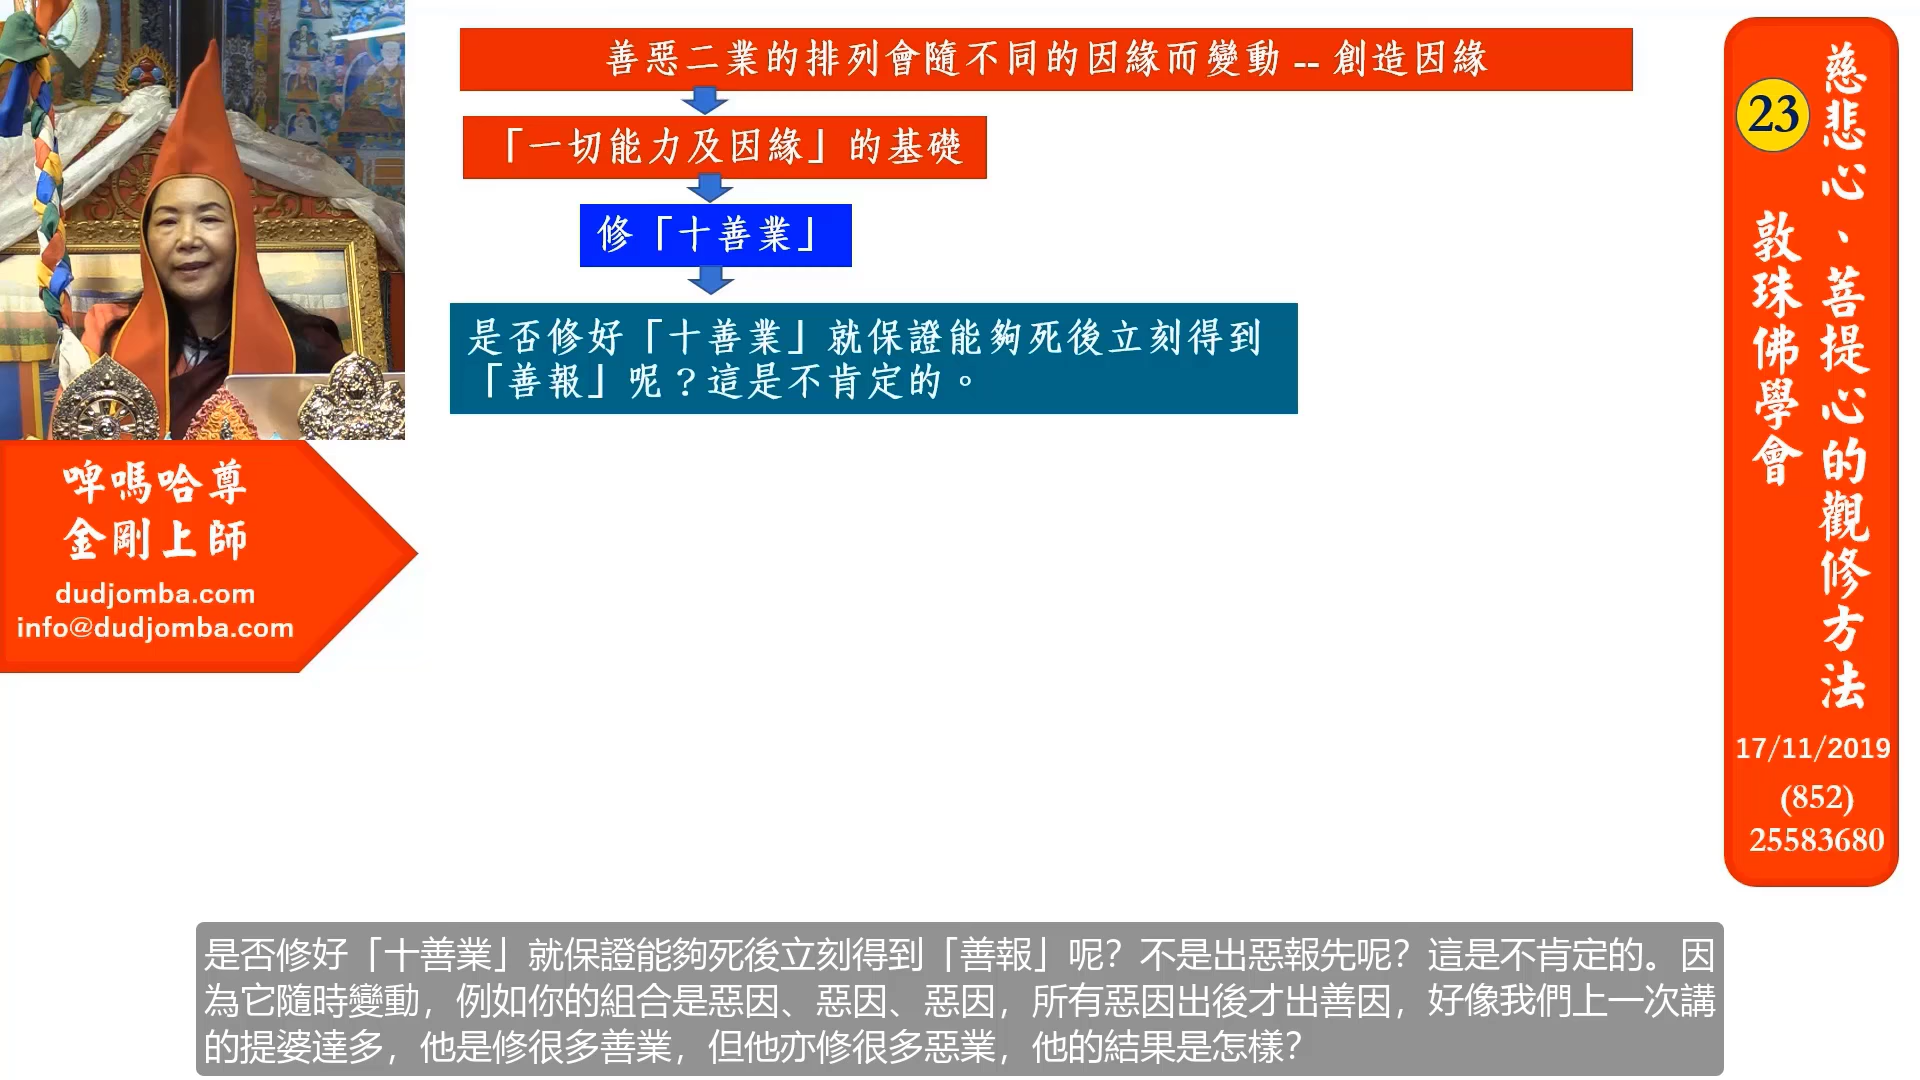 善惡二業的排列會隨不同的因緣而變動 -- 創造因緣
「一切能力及因緣」的基礎
修「十善業」
是否修好「十善業」就保證能夠死後立刻得到
「善報」呢？這是不肯定的。
啤嗎哈尊
金剛上師
dudjomba.com
info@dudjomba.com
慈悲心、菩提心的觀修方法
23
敦珠佛學會
17/11/2019
(852)
25583680
是否修好「十善業」就保證能夠死後立刻得到「善報」呢？不是出惡報先呢？這是不肯定的。因
為它隨時變動，例如你的組合是惡因、惡因、惡因，所有惡因出後才出善因，好像我們上一次講
的提婆達多，他是修很多善業，但他亦修很多惡業，他的結果是怎樣？